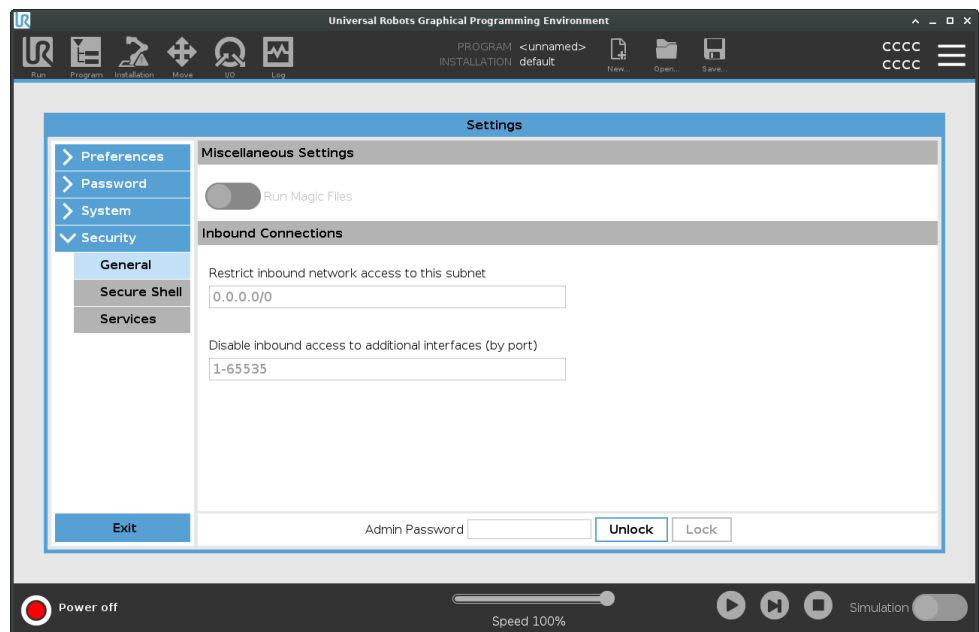 Universal Robots Graphical Programming Environment
UR
Run
Program
Installation
Move
I/O
Log
PROGRAM <unnamed>
INSTALLATION default
New...
Open...
Save...
CCCC
CCCC
Settings
Preferences
Password
System
Security
General
Secure Shell
Services
Exit
Miscellaneous Settings
Run Magic Files
Inbound Connections
Restrict inbound network access to this subnet
0.0.0.0/0
Disable inbound access to additional interfaces (by port)
1-65535
Admin Password
Unlock
Lock
Power off
Speed 100%
Simulation